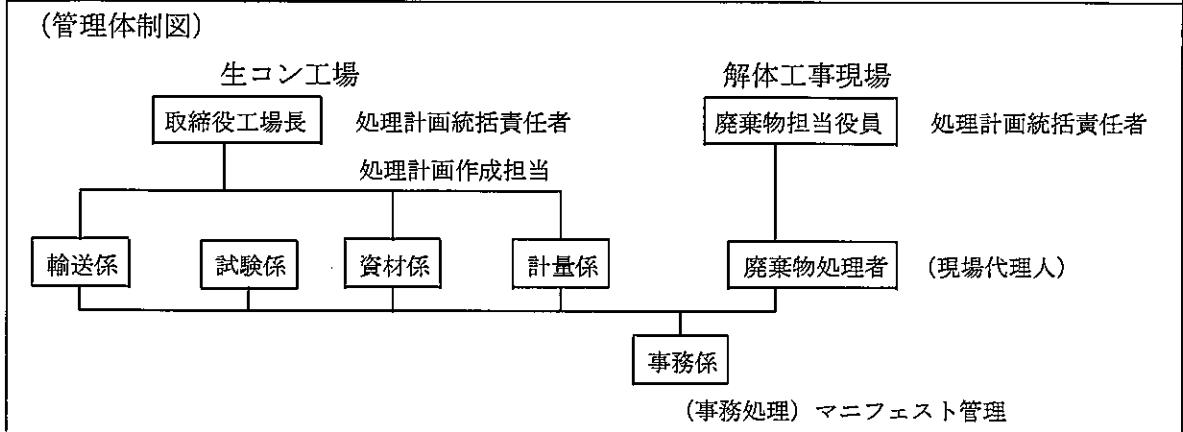 (管理体制図)
生コン工場 解体工事現場
取締役工場長 処理計画統括責任者 廃棄物担当役員 処理計画統括責任者
処理計画作成担当
輸送係 試験係 資材係 計量係 廃棄物処理者 (現場代理人)
事務係
(事務処理) マニフェスト管理